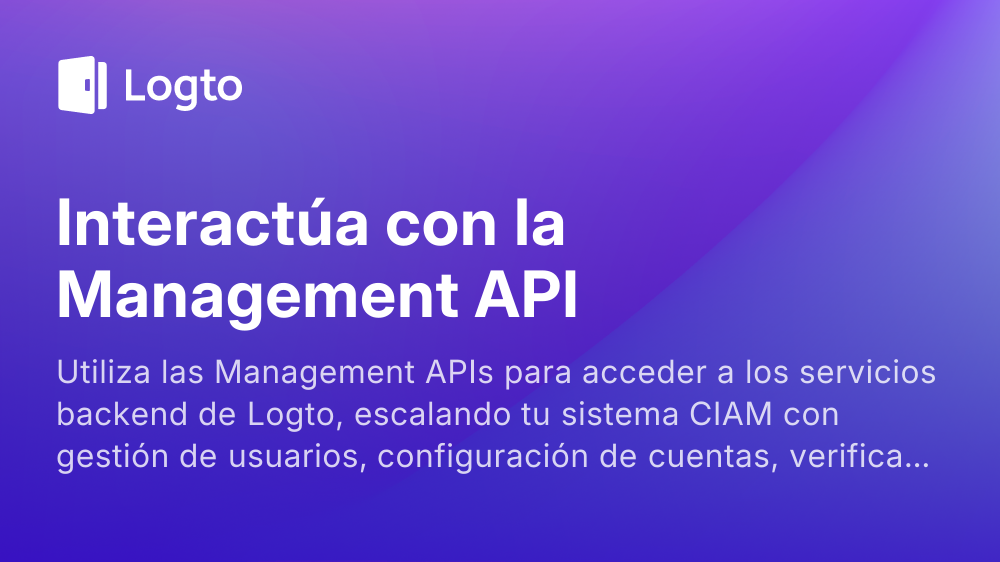 Logto
Interactúa con la
Management API
Utiliza las Management APIs para acceder a los servicios
backend de Logto, escalando tu sistema CIAM con
gestión de usuarios, configuración de cuentas, verifica...